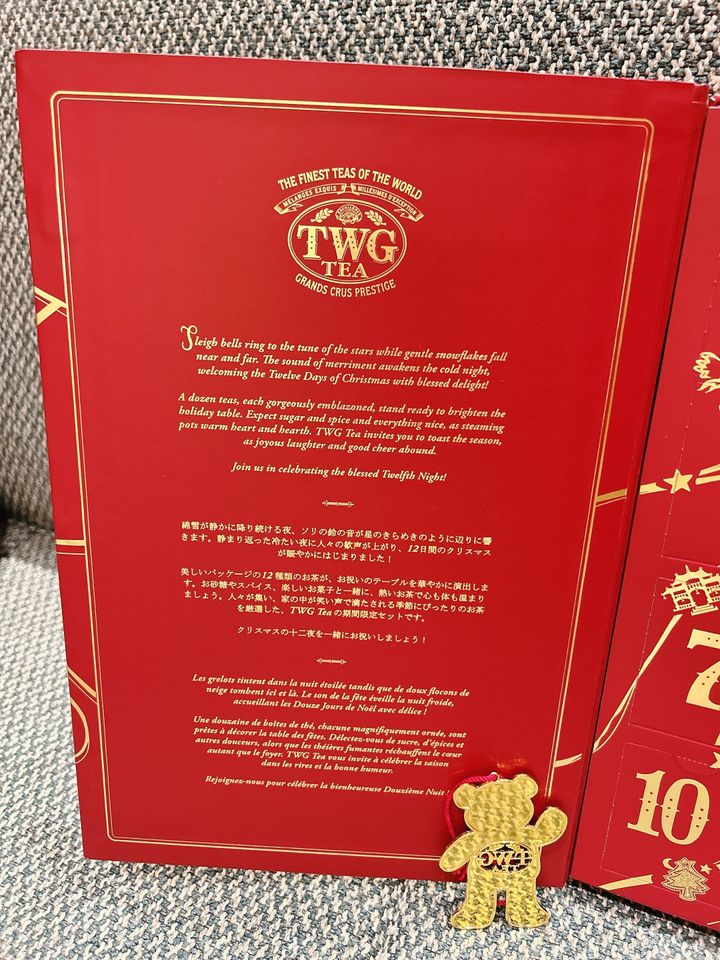 THE FINEST TEAS OF THE WORLD
MÉLANGES EXQUIS MILLÉSIMES D'EXCEPTION
EXCELLENCE
TWG
TEA
GRANDS CRUS PRESTIGE
Sleigh bells ring to the tune of the stars while gentle snowflakes fall
near and far. The sound of merriment awakens the cold night,
welcoming the Twelve Days of Christmas with blessed delight!
A dozen teas, each gorgeously emblazoned, stand ready to brighten the
holiday table. Expect sugar and spice and everything nice, as steaming
pots warm heart and hearth. TWG Tea invites you to toast the season,
as joyous laughter and good cheer abound.
Join us in celebrating the blessed Twelfth Night!
綿雪が静かに降り続ける夜、ソリの鈴の音が星のきらめきのように辺りに響
きます。静まり返った冷たい夜に人々の歓声が上がり、12日間のクリスマス
が賑やかにはじまりました！
美しいパッケージの12種類のお茶が、お祝いのテーブルを華やかに演出しま
す。お砂糖やスパイス、楽しいお菓子と一緒に、熱いお茶で心も体も温まり
ましょう。人々が集い、家の中が笑い声で満たされる季節にぴったりのお茶
を厳選した、TWG Teaの期間限定セットです。
クリスマスの十二夜を一緒にお祝いしましょう！
Les grelots tintent dans la nuit étoilée tandis que de doux flocons de
neige tombent ici et là. Le son de la fête éveille la nuit froide,
accueillant les Douze Jours de Noël avec délice !
Une douzaine de boîtes de thé, chacune magnifiquement ornée, sont
prêtes à décorer la table des fêtes. Délectez-vous de sucre, d'épices et
autres douceurs, alors que les théières fumantes réchauffent le cœur
autant que le foyer. TWG Tea vous invite à célébrer la saison
dans les rires et la bonne humeur.
Rejoignez-nous pour célébrer la bienheureuse Douzième Nuit !
TWG
7
10